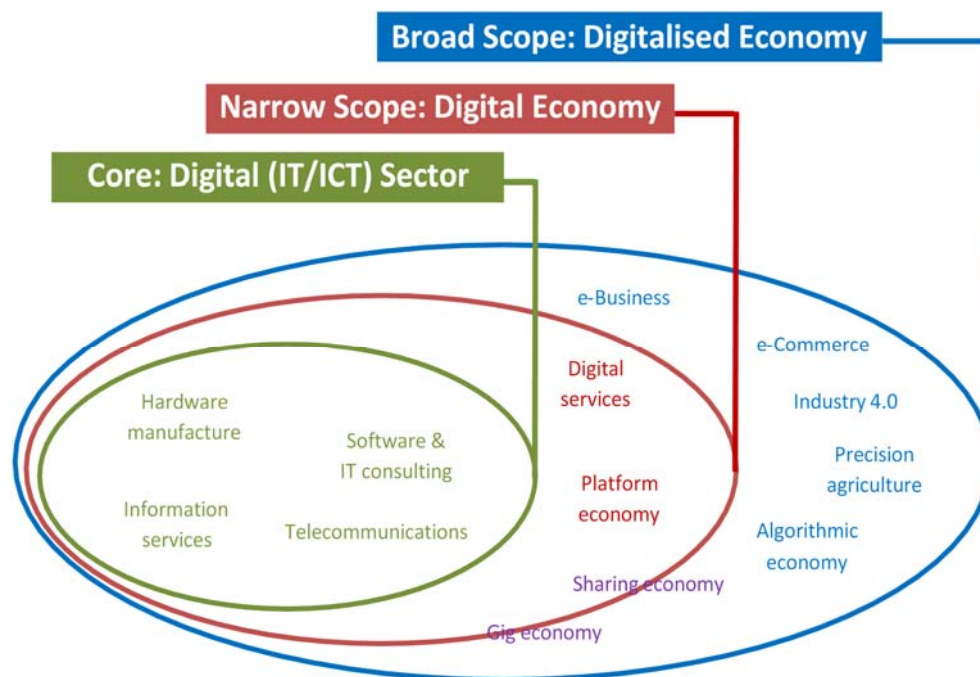 Broad Scope: Digitalised Economy
Narrow Scope: Digital Economy
Core: Digital (IT/ICT) Sector
e-Business
e-Commerce
Digital
services
Industry 4.0
Hardware
manufacture
Software &
IT consulting
Precision
agriculture
Platform
economy
Information
services
Telecommunications
Algorithmic
economy
Sharing economy
Gig economy